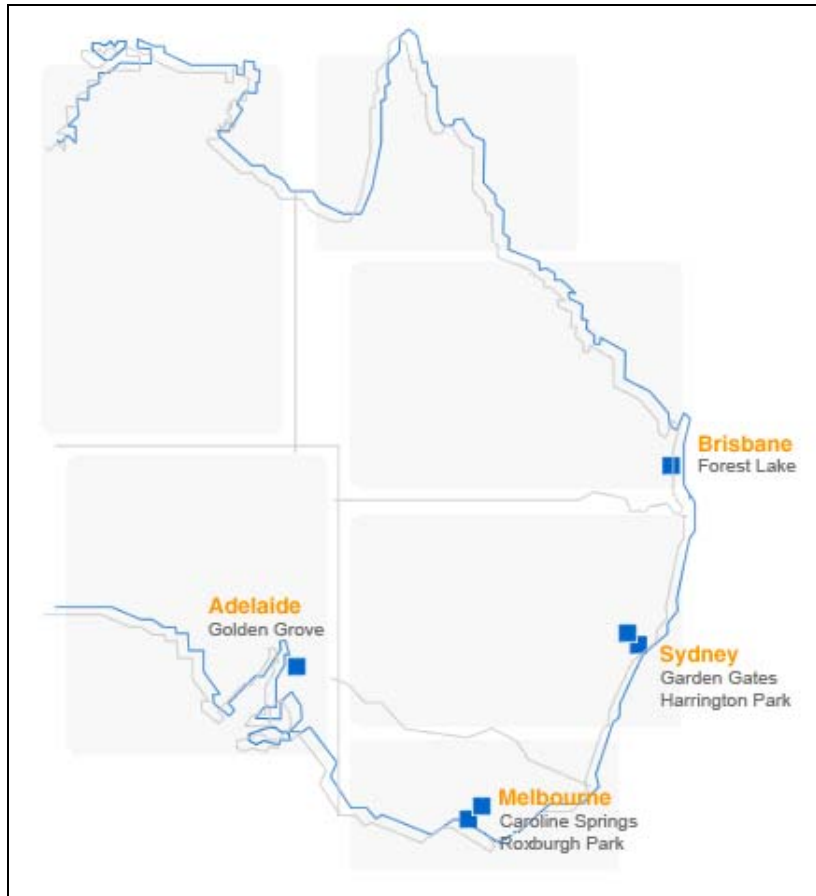 Brisbane
Forest Lake
Adelaide
Golden Grove
Sydney
Garden Gates
Harrington Park
Melbourne
Caroline Springs
Roxburgh Park